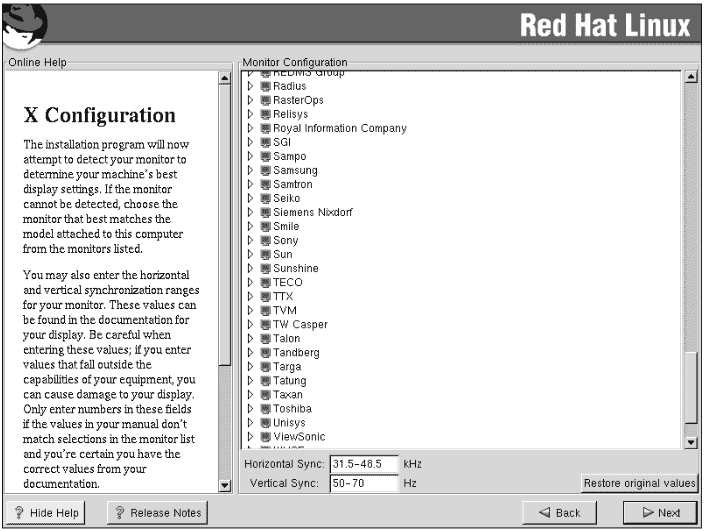 Red Hat Linux
Online Help
X Configuration
The installation program will now
attempt to detect your monitor to
determine your machine's best
display settings. If the monitor
cannot be detected, choose the
monitor that best matches the
model attached to this computer
from the monitors listed.
You may also enter the horizontal
and vertical synchronization ranges
for your monitor. These values can
be found in the documentation for
your display. Be careful when
entering these values; if you enter
values that fall outside the
capabilities of your equipment, you
can cause damage to your display.
Only enter numbers in these fields
if the values in your manual don't
match selections in the monitor list
and you're certain you have the
correct values from your
documentation.
Monitor Configuration
Group
Radius
RasterOps
Relisys
Royal Information Company
SGI
Sampo
Samsung
Samtron
Seiko
Siemens Nixdorf
Smile
Sony
Sun
Sunshine
TECO
TTX
TVM
TW Casper
Talon
Tandberg
Targa
Tatung
Taxan
Toshiba
Unisys
ViewSonic
Horizontal Sync: 31.5-48.5 kHz
Vertical Sync: 50-70 Hz
Restore original values
Hide Help
Release Notes
Back
Next